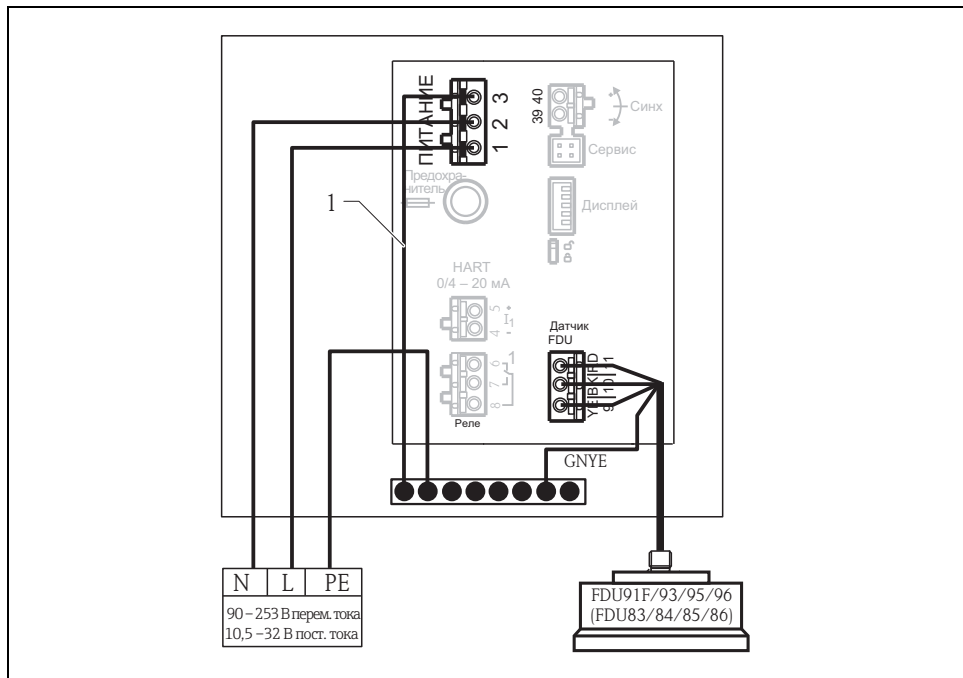 ПИТАНИЕ
1 2 3
39 40
Синх
Сервис
Предохра-
нитель
Дисплей
1
HART
0/4 – 20 мА
4 5
- +
I1
Датчик
FDU
YE|BK|RD
9 |10| 11
8 7 6
1
Реле
GNYE
N L PE
90 – 253 В перем. тока
10,5 – 32 В пост. тока
FDU91F/93/95/96
(FDU83/84/85/86)